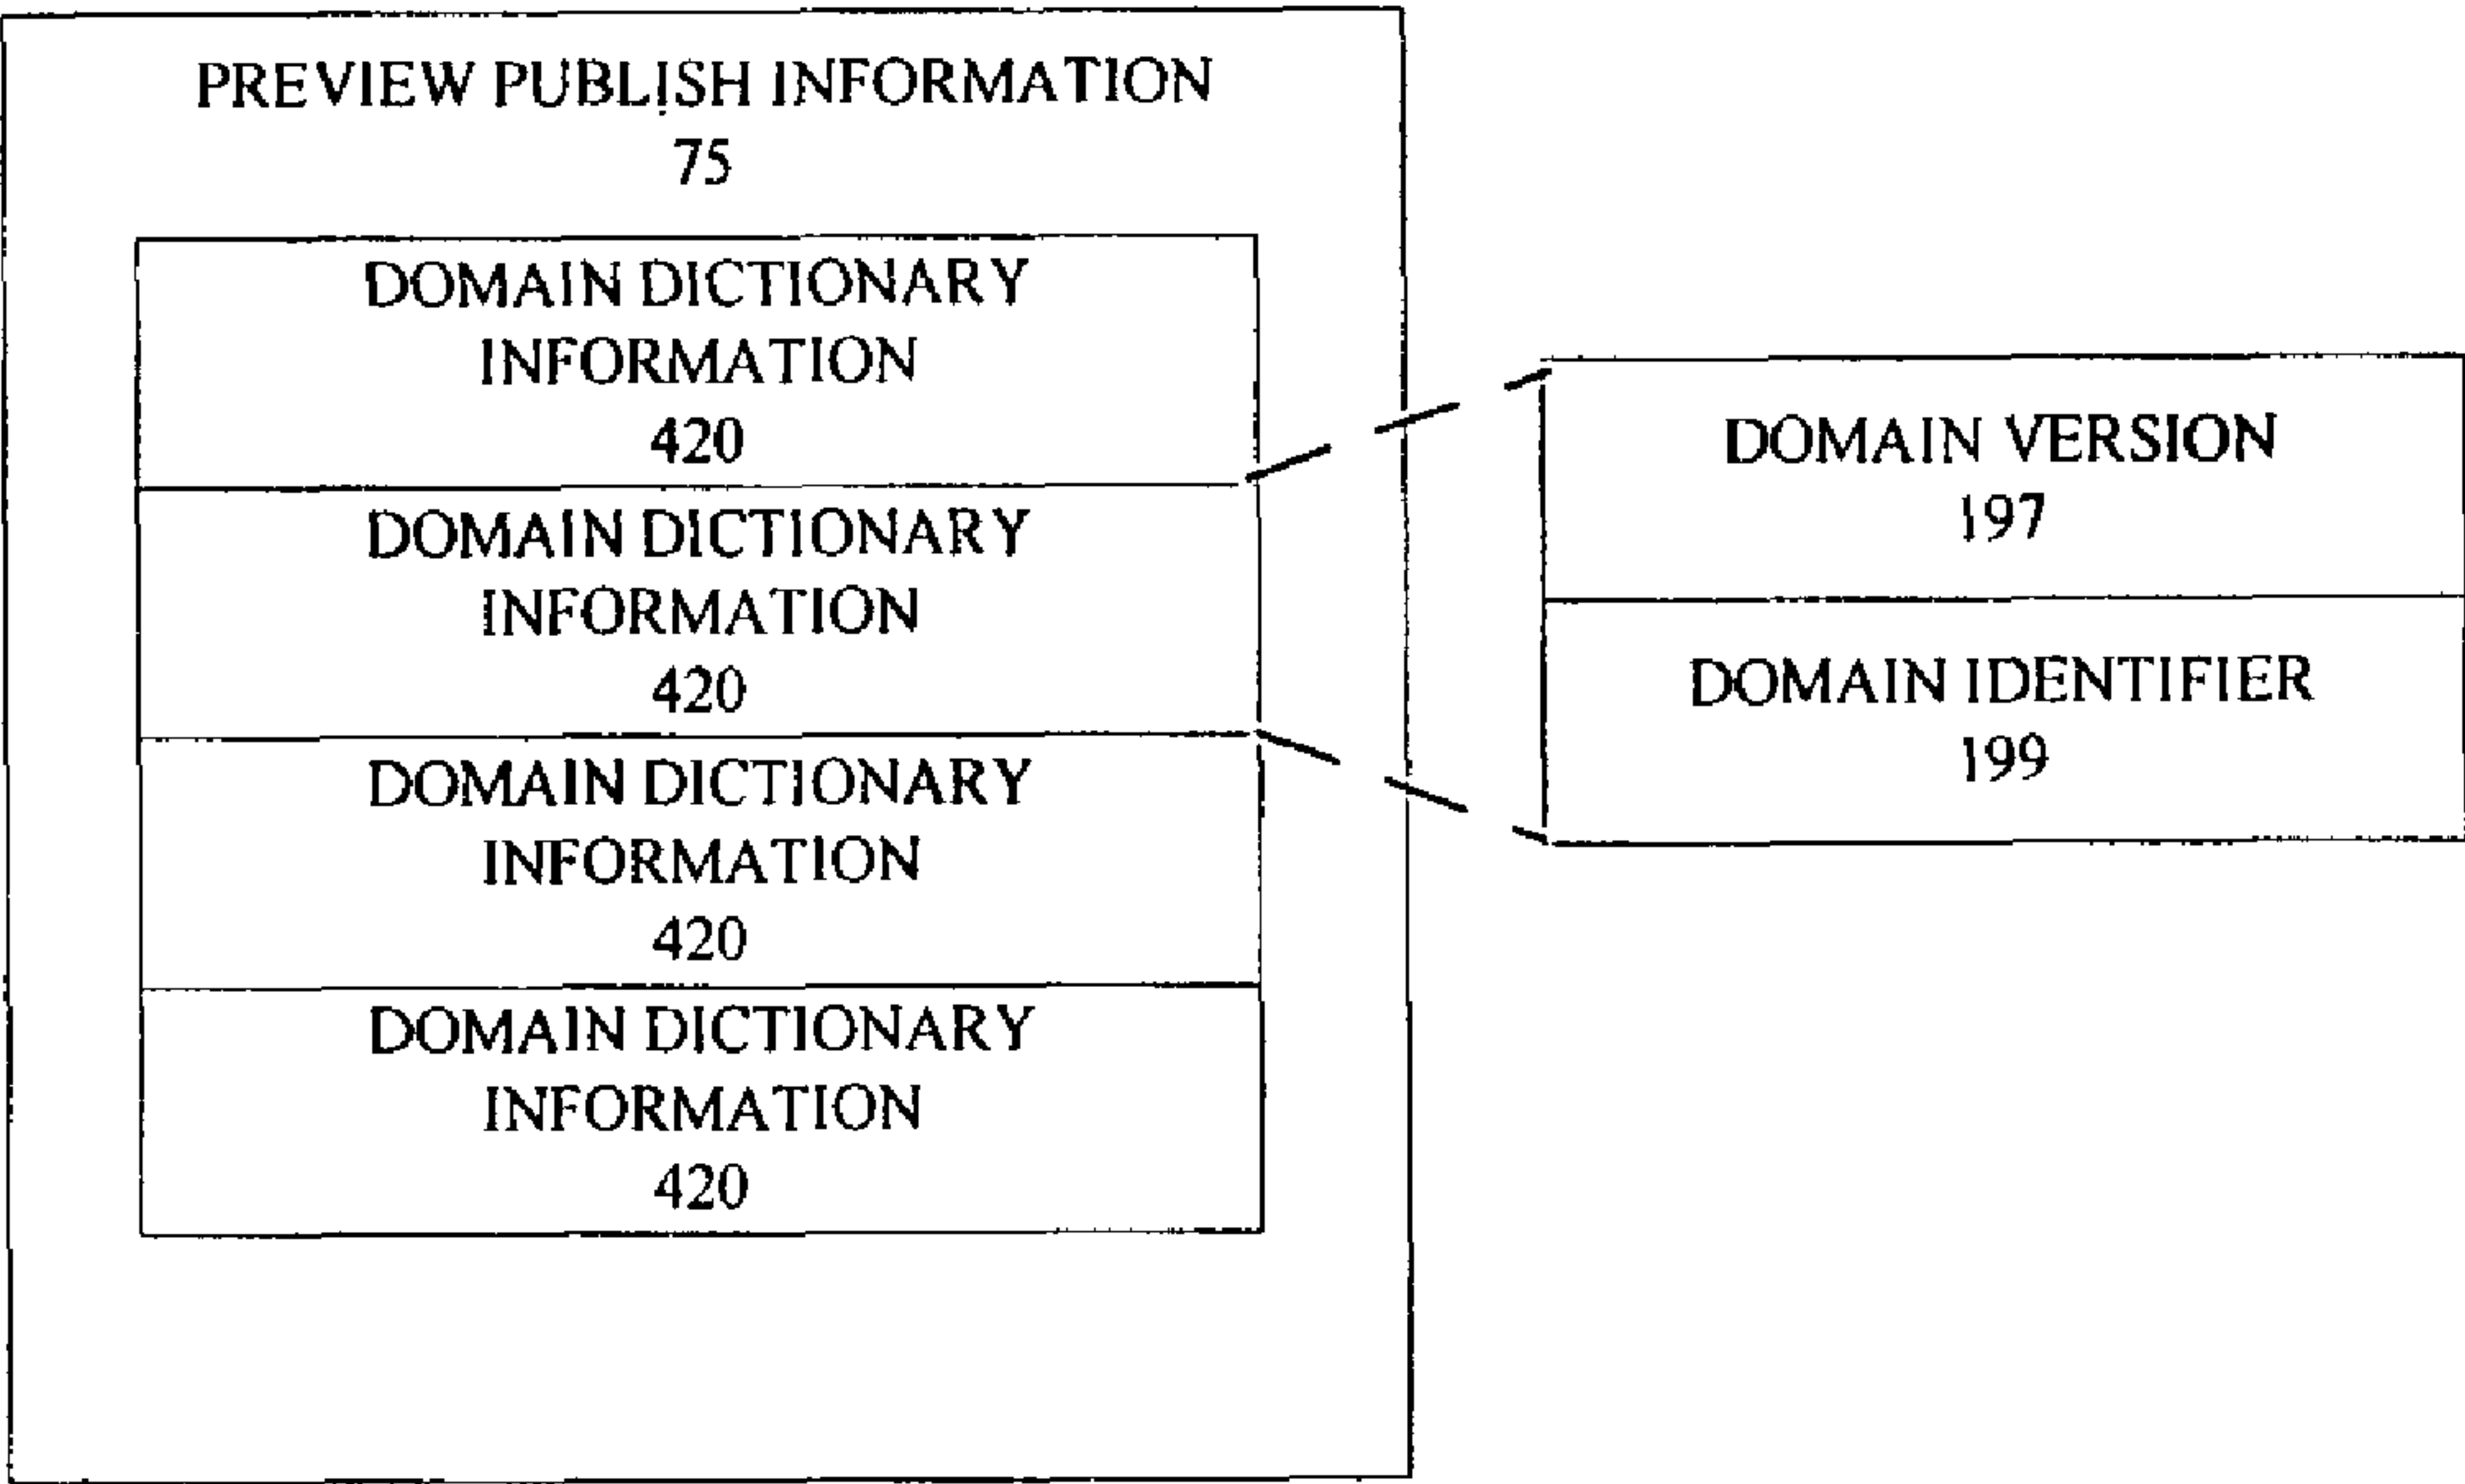 PREVIEW PUBLISH INFORMATION
75
DOMAIN DICTIONARY
INFORMATION
420
DOMAIN DICTIONARY
INFORMATION
420
DOMAIN DICTIONARY
INFORMATION
420
DOMAIN DICTIONARY
INFORMATION
420
DOMAIN VERSION
197
DOMAIN IDENTIFIER
199